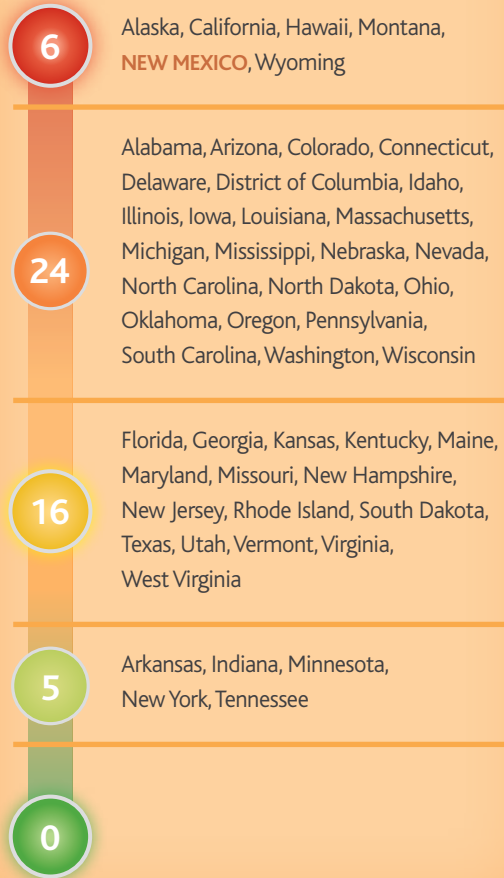 6
Alaska, California, Hawaii, Montana,
NEW MEXICO, Wyoming
24
Alabama, Arizona, Colorado, Connecticut,
Delaware, District of Columbia, Idaho,
Illinois, Iowa, Louisiana, Massachusetts,
Michigan, Mississippi, Nebraska, Nevada,
North Carolina, North Dakota, Ohio,
Oklahoma, Oregon, Pennsylvania,
South Carolina, Washington, Wisconsin
16
Florida, Georgia, Kansas, Kentucky, Maine,
Maryland, Missouri, New Hampshire,
New Jersey, Rhode Island, South Dakota,
Texas, Utah, Vermont, Virginia,
West Virginia
5
Arkansas, Indiana, Minnesota,
New York, Tennessee
0